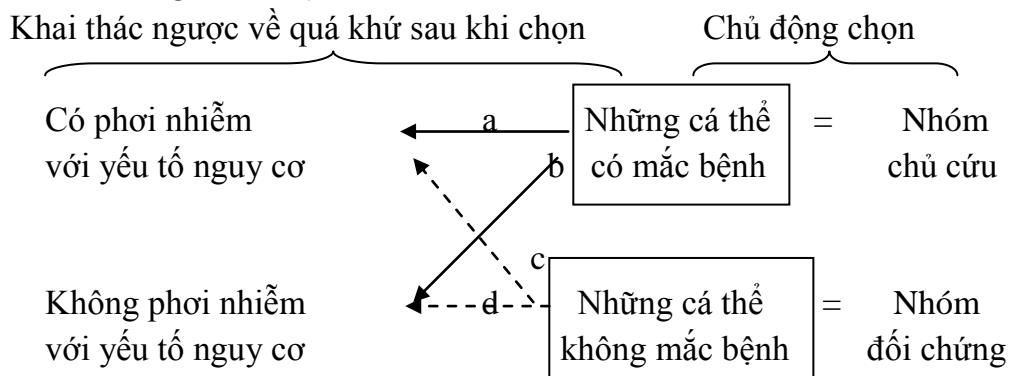 Khai thác ngược về quá khứ sau khi chọn Chủ động chọn
Có phơi nhiễm a Những cá thể = Nhóm
với yếu tố nguy cơ b có mắc bệnh chủ cứu
c
Không phơi nhiễm d Những cá thể = Nhóm
với yếu tố nguy cơ không mắc bệnh đối chứng